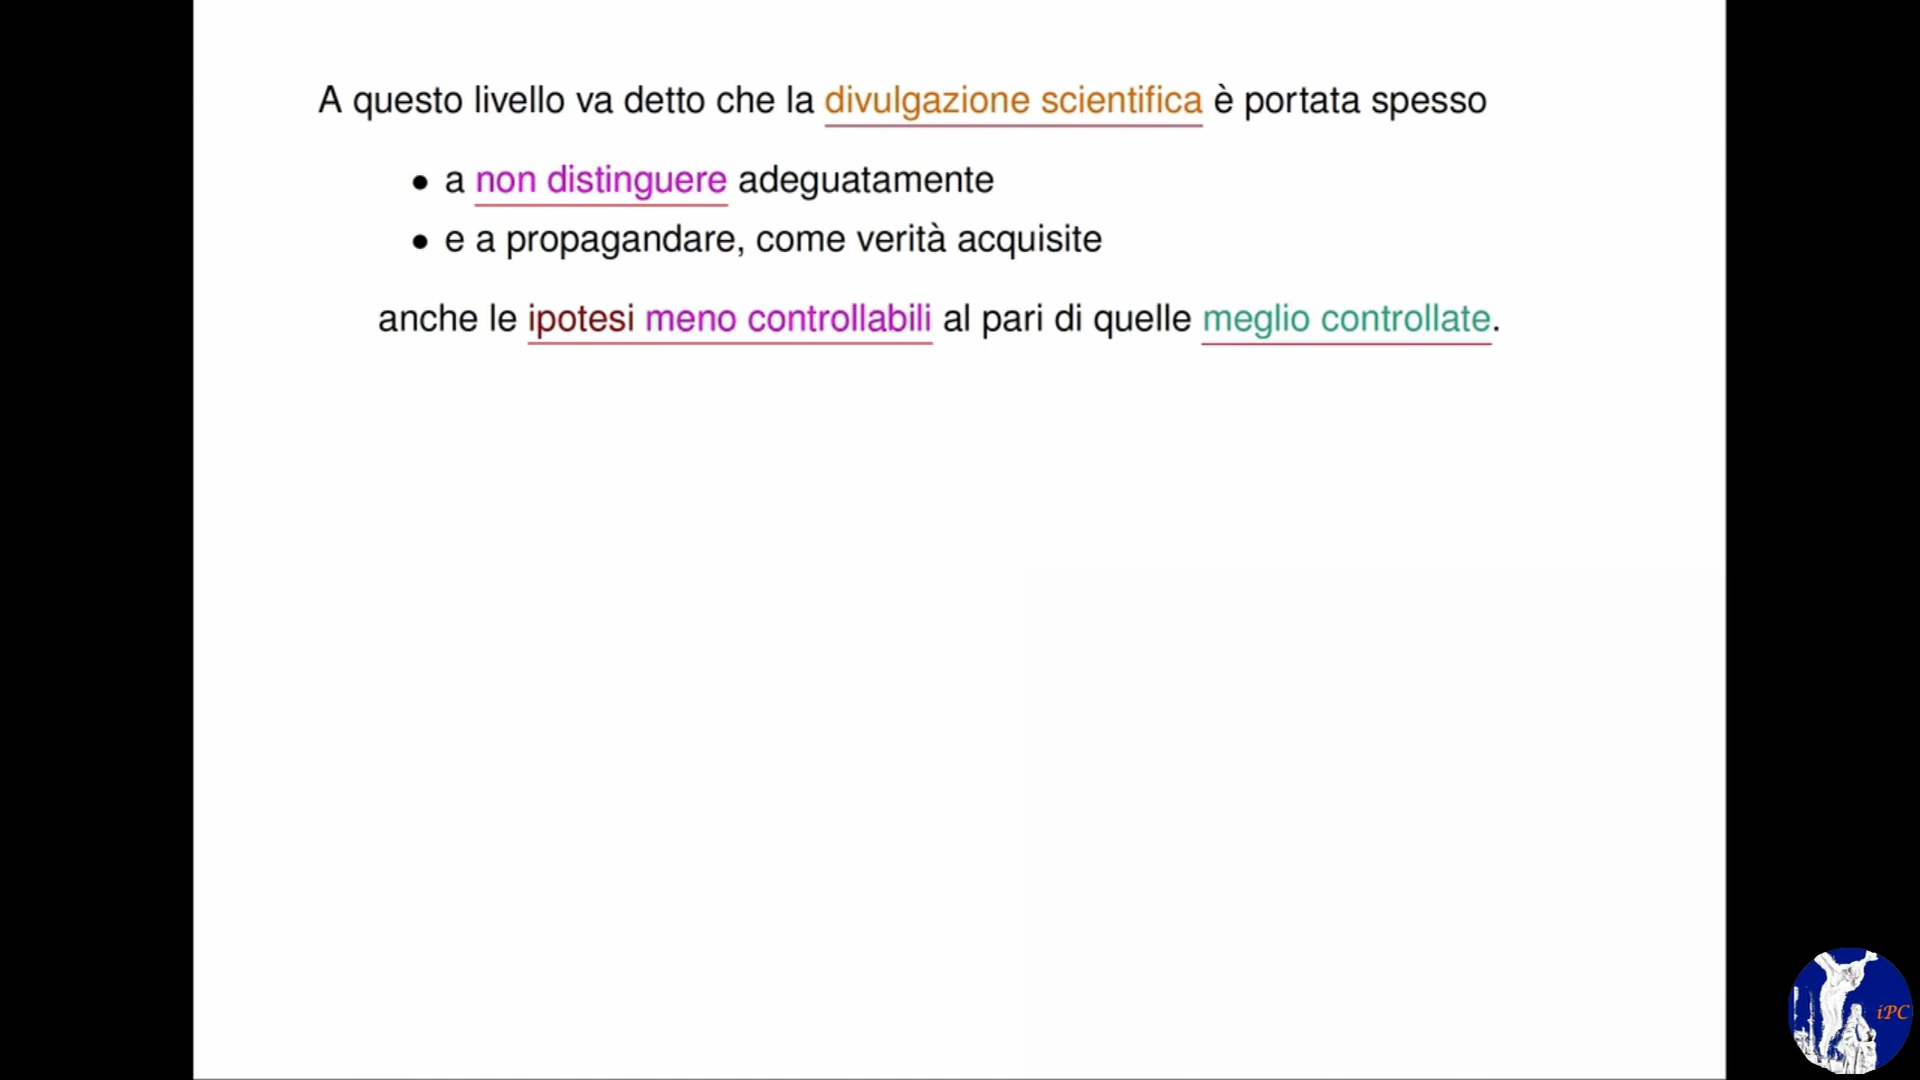 A questo livello va detto che la divulgazione scientifica è portata spesso
• a non distinguere adeguatamente
• e a propagandare, come verità acquisite
anche le ipotesi meno controllabili al pari di quelle meglio controllate.
iPC